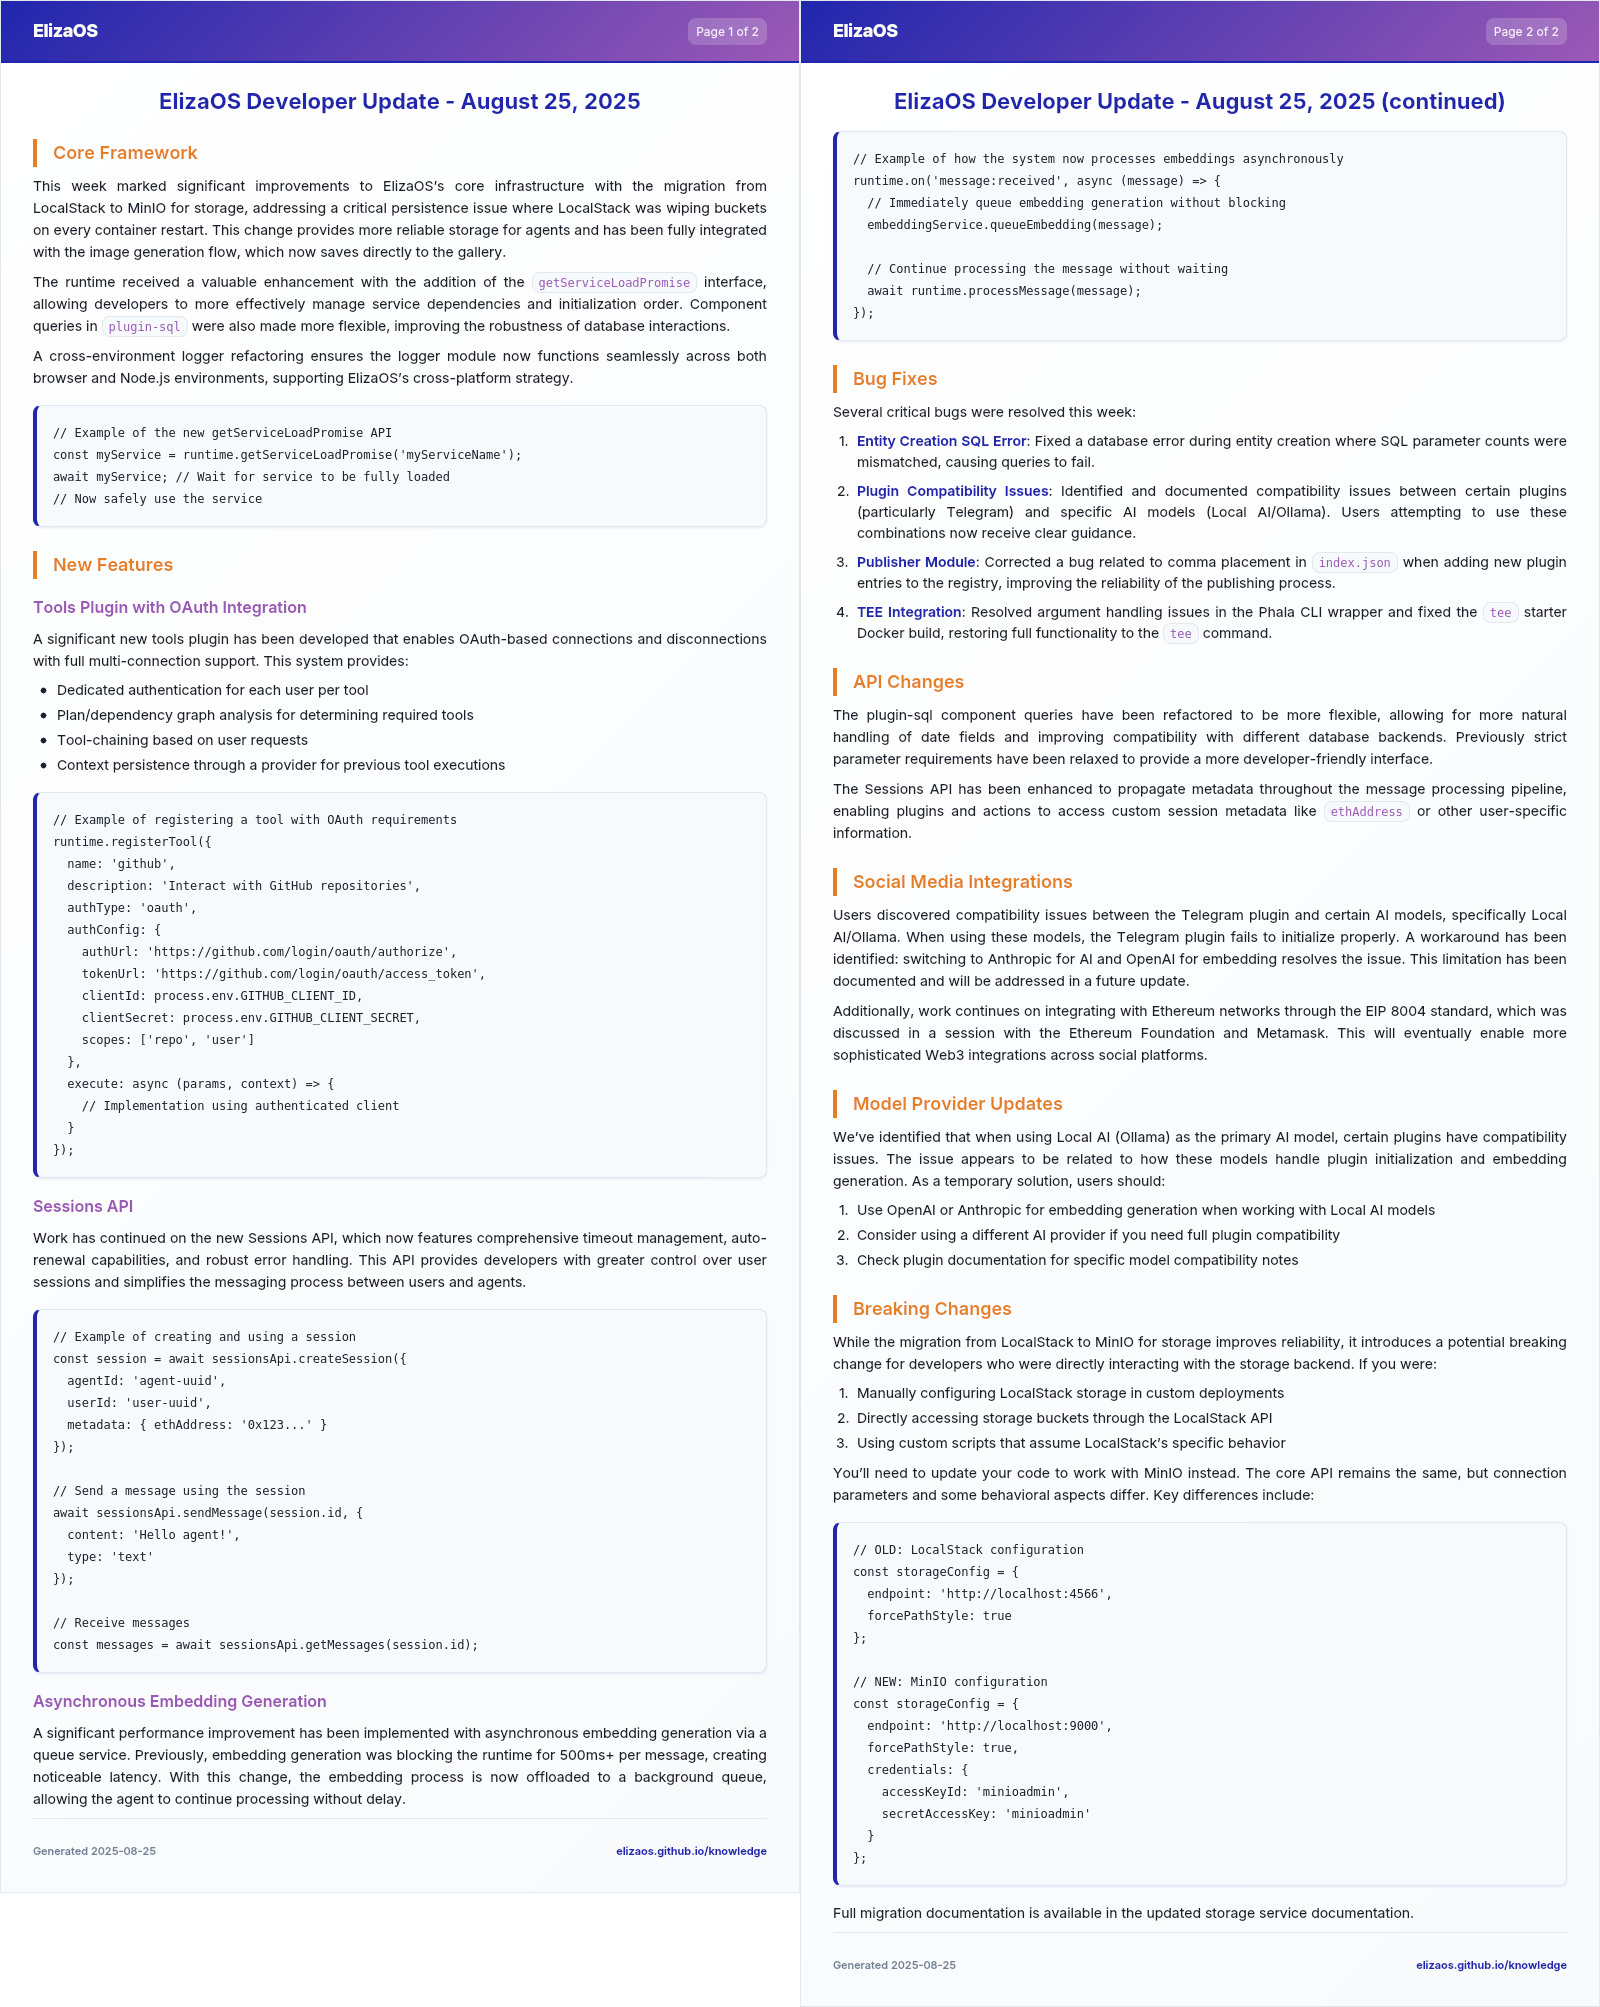 ElizaOS
Page 1 of 2
ElizaOS Developer Update - August 25, 2025
Core Framework
This week marked significant improvements to ElizaOS's core infrastructure with the migration from
LocalStack to MinIO for storage, addressing a critical persistence issue where LocalStack was wiping buckets
on every container restart. This change provides more reliable storage for agents and has been fully integrated
with the image generation flow, which now saves directly to the gallery.
The runtime received a valuable enhancement with the addition of the getServiceLoadPromise interface,
allowing developers to more effectively manage service dependencies and initialization order. Component
queries in plugin-sql were also made more flexible, improving the robustness of database interactions.
A cross-environment logger refactoring ensures the logger module now functions seamlessly across both
browser and Node.js environments, supporting ElizaOS's cross-platform strategy.
// Example of the new getServiceLoadPromise API
const myService = runtime.getServiceLoadPromise('myServiceName');
await myService; // Wait for service to be fully loaded
// Now safely use the service
New Features
Tools Plugin with OAuth Integration
A significant new tools plugin has been developed that enables OAuth-based connections and disconnections
with full multi-connection support. This system provides:
• Dedicated authentication for each user per tool
• Plan/dependency graph analysis for determining required tools
• Tool-chaining based on user requests
• Context persistence through a provider for previous tool executions
// Example of registering a tool with OAuth requirements
runtime.registerTool({
  name: 'github',
  description: 'Interact with GitHub repositories',
  authType: 'oauth',
  authConfig: {
    authUrl: 'https://github.com/login/oauth/authorize',
    tokenUrl: 'https://github.com/login/oauth/access_token',
    clientId: process.env.GITHUB_CLIENT_ID,
    clientSecret: process.env.GITHUB_CLIENT_SECRET,
    scopes: ['repo', 'user']
  },
  execute: async (params, context) => {
    // Implementation using authenticated client
  }
});
Sessions API
Work has continued on the new Sessions API, which now features comprehensive timeout management, auto-
renewal capabilities, and robust error handling. This API provides developers with greater control over user
sessions and simplifies the messaging process between users and agents.
// Example of creating and using a session
const session = await sessionsApi.createSession({
  agentId: 'agent-uuid',
  userId: 'user-uuid',
  metadata: { ethAddress: '0x123...' }
});
// Send a message using the session
await sessionsApi.sendMessage(session.id, {
  content: 'Hello agent!',
  type: 'text'
});
// Receive messages
const messages = await sessionsApi.getMessages(session.id);
Asynchronous Embedding Generation
A significant performance improvement has been implemented with asynchronous embedding generation via a
queue service. Previously, embedding generation was blocking the runtime for 500ms+ per message, creating
noticeable latency. With this change, the embedding process is now offloaded to a background queue,
allowing the agent to continue processing without delay.
Generated 2025-08-25
elizaos.github.io/knowledge
ElizaOS
Page 2 of 2
ElizaOS Developer Update - August 25, 2025 (continued)
// Example of how the system now processes embeddings asynchronously
runtime.on('message:received', async (message) => {
  // Immediately queue embedding generation without blocking
  embeddingService.queueEmbedding(message);
  // Continue processing the message without waiting
  await runtime.processMessage(message);
});
Bug Fixes
Several critical bugs were resolved this week:
1. Entity Creation SQL Error: Fixed a database error during entity creation where SQL parameter counts were
mismatched, causing queries to fail.
2. Plugin Compatibility Issues: Identified and documented compatibility issues between certain plugins
(particularly Telegram) and specific AI models (Local AI/Ollama). Users attempting to use these
combinations now receive clear guidance.
3. Publisher Module: Corrected a bug related to comma placement in index.json when adding new plugin
entries to the registry, improving the reliability of the publishing process.
4. TEE Integration: Resolved argument handling issues in the Phala CLI wrapper and fixed the tee starter
Docker build, restoring full functionality to the tee command.
API Changes
The plugin-sql component queries have been refactored to be more flexible, allowing for more natural
handling of date fields and improving compatibility with different database backends. Previously strict
parameter requirements have been relaxed to provide a more developer-friendly interface.
The Sessions API has been enhanced to propagate metadata throughout the message processing pipeline,
enabling plugins and actions to access custom session metadata like ethAddress or other user-specific
information.
Social Media Integrations
Users discovered compatibility issues between the Telegram plugin and certain AI models, specifically Local
AI/Ollama. When using these models, the Telegram plugin fails to initialize properly. A workaround has been
identified: switching to Anthropic for AI and OpenAI for embedding resolves the issue. This limitation has been
documented and will be addressed in a future update.
Additionally, work continues on integrating with Ethereum networks through the EIP 8004 standard, which was
discussed in a session with the Ethereum Foundation and Metamask. This will eventually enable more
sophisticated Web3 integrations across social platforms.
Model Provider Updates
We've identified that when using Local AI (Ollama) as the primary AI model, certain plugins have compatibility
issues. The issue appears to be related to how these models handle plugin initialization and embedding
generation. As a temporary solution, users should:
1. Use OpenAI or Anthropic for embedding generation when working with Local AI models
2. Consider using a different AI provider if you need full plugin compatibility
3. Check plugin documentation for specific model compatibility notes
Breaking Changes
While the migration from LocalStack to MinIO for storage improves reliability, it introduces a potential breaking
change for developers who were directly interacting with the storage backend. If you were:
1. Manually configuring LocalStack storage in custom deployments
2. Directly accessing storage buckets through the LocalStack API
3. Using custom scripts that assume LocalStack's specific behavior
You'll need to update your code to work with MinIO instead. The core API remains the same, but connection
parameters and some behavioral aspects differ. Key differences include:
// OLD: LocalStack configuration
const storageConfig = {
  endpoint: 'http://localhost:4566',
  forcePathStyle: true
};
// NEW: MinIO configuration
const storageConfig = {
  endpoint: 'http://localhost:9000',
  forcePathStyle: true,
  credentials: {
    accessKeyId: 'minioadmin',
    secretAccessKey: 'minioadmin'
  }
};
Full migration documentation is available in the updated storage service documentation.
Generated 2025-08-25
elizaos.github.io/knowledge